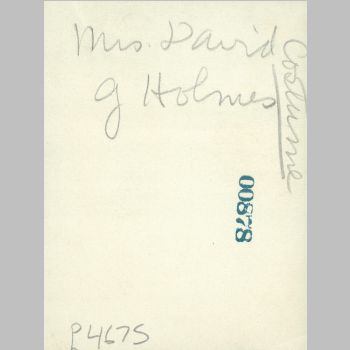 Mrs. David
G Holmes
Costume
00878
P4675